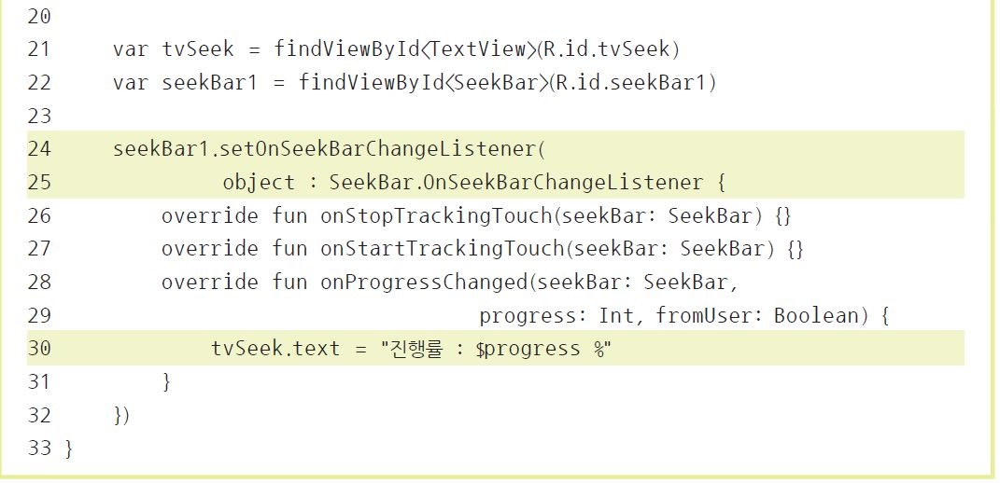 20
21 var tvSeek = findViewById<TextView>(R.id.tvSeek)
22 var seekBar1 = findViewById<SeekBar>(R.id.seekBar1)
23
24 seekBar1.setOnSeekBarChangeListener(
25 object : SeekBar.OnSeekBarChangeListener {
26 override fun onStopTrackingTouch(seekBar: SeekBar) {}
27 override fun onStartTrackingTouch(seekBar: SeekBar) {}
28 override fun onProgressChanged(seekBar: SeekBar,
29 progress: Int, fromUser: Boolean) {
30 tvSeek.text = "진행률 : $progress %"
31 }
32 })
33 }